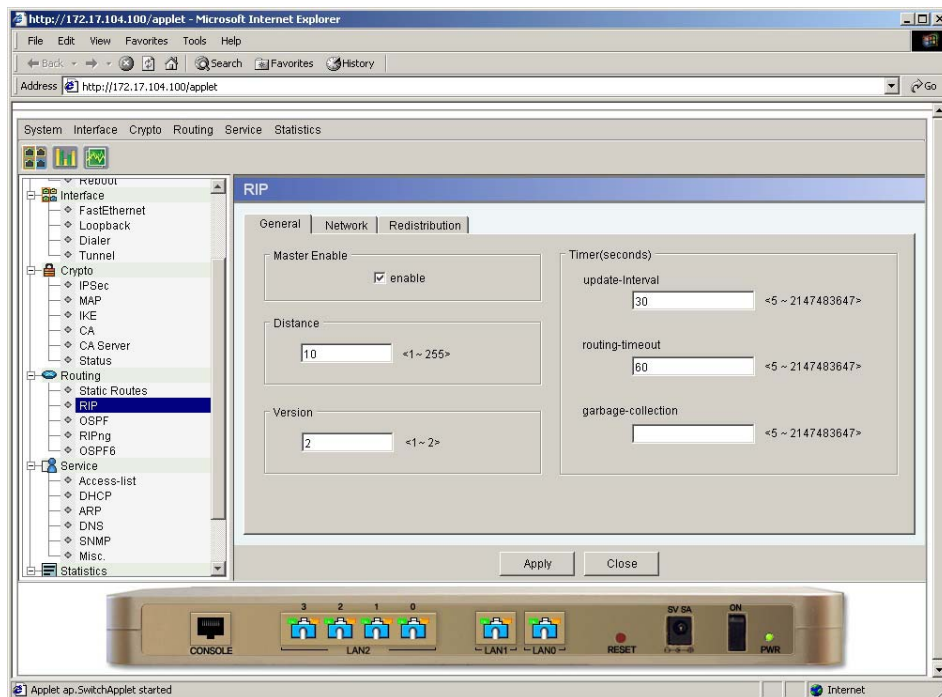 http://172.17.104.100/applet - Microsoft Internet Explorer
File Edit View Favorites Tools Help
Back Search Favorites History
Address http://172.17.104.100/applet Go
System Interface Crypto Routing Service Statistics
Reboot
Interface
FastEthernet
Loopback
Dialer
Tunnel
Crypto
IPSec
MAP
IKE
CA
CA Server
Status
Routing
Static Routes
RIP
OSPF
RIPng
OSPF6
Service
Access-list
DHCP
ARP
DNS
SNMP
Misc.
Statistics
RIP
General Network Redistribution
Master Enable
enable
Distance
10 <1~ 255>
Version
2 <1~ 2>
Timer(seconds)
update-Interval
30 <5 ~ 2147483647>
routing-timeout
60 <5 ~ 2147483647>
garbage-collection
<5 ~ 2147483647>
Apply Close
3 2 1 0
CONSOLE LAN2 LAN1 LAN0 RESET 5V 5A ON PWR
Applet ap.SwitchApplet started Internet